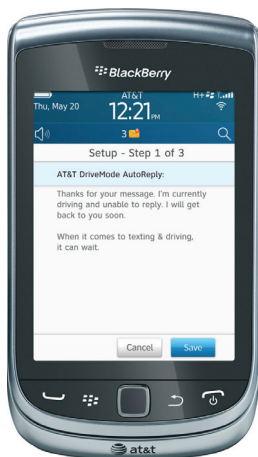 BlackBerry
AT&T H+
Thu, May 20 12:21 PM
3
Setup - Step 1 of 3
AT&T DriveMode AutoReply:
Thanks for your message. I'm currently
driving and unable to reply. I will get
back to you soon.
When it comes to texting & driving,
it can wait.
Cancel Save
at&t